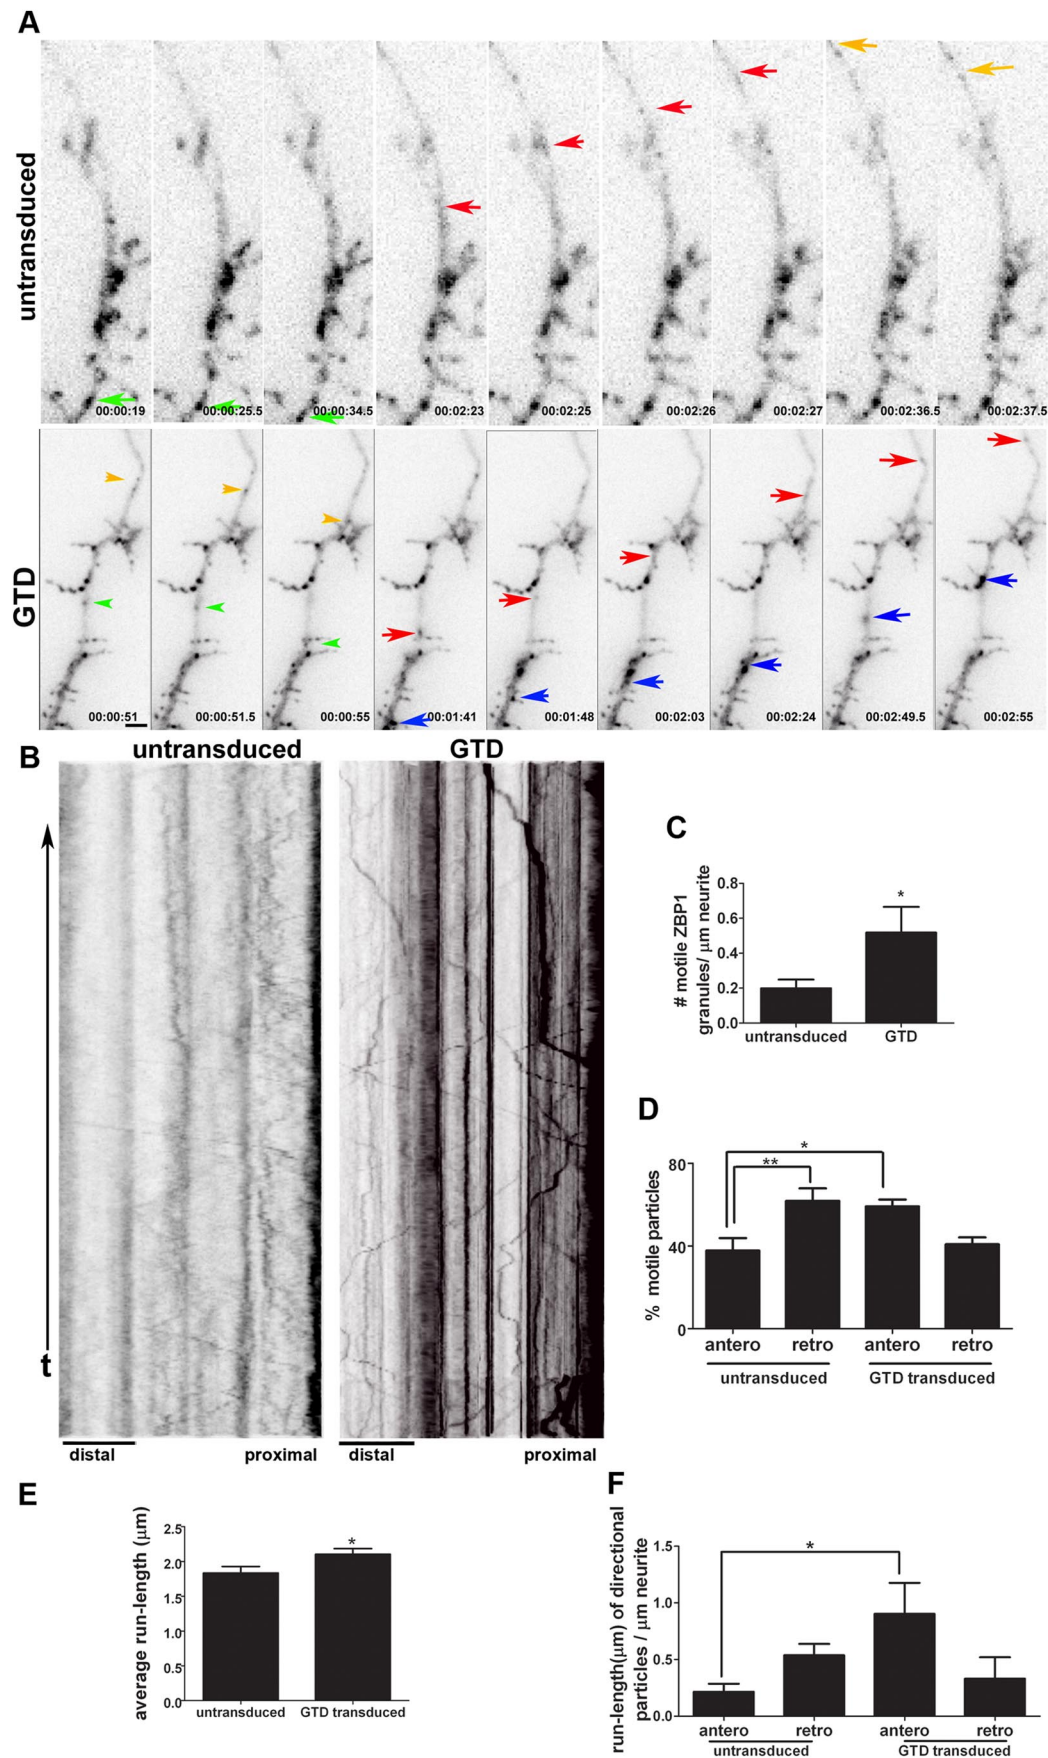 A
untransduced
00:00:19
00:00:25.5
00:00:34.5
00:02:23
00:02:25
00:02:26
00:02:27
00:02:36.5
00:02:37.5
GTD
00:00:51
00:00:51.5
00:00:55
00:01:41
00:01:48
00:02:03
00:02:24
00:02:49.5
00:02:55
B
untransduced
GTD
t
distal
proximal
distal
proximal
C
# motile ZBP1
granules/ μm neurite
0.8
0.6
0.4
0.2
0.0
*
untransduced
GTD
D
% motile particles
80
40
0
*
**
antero
retro
antero
retro
untransduced
GTD transduced
E
average run-length (μm)
2.5
2.0
1.5
1.0
0.5
0.0
*
untransduced
GTD transduced
F
run-length(μm) of directional
particles / μm neurite
1.5
1.0
0.5
0.0
*
antero
retro
antero
retro
untransduced
GTD transduced